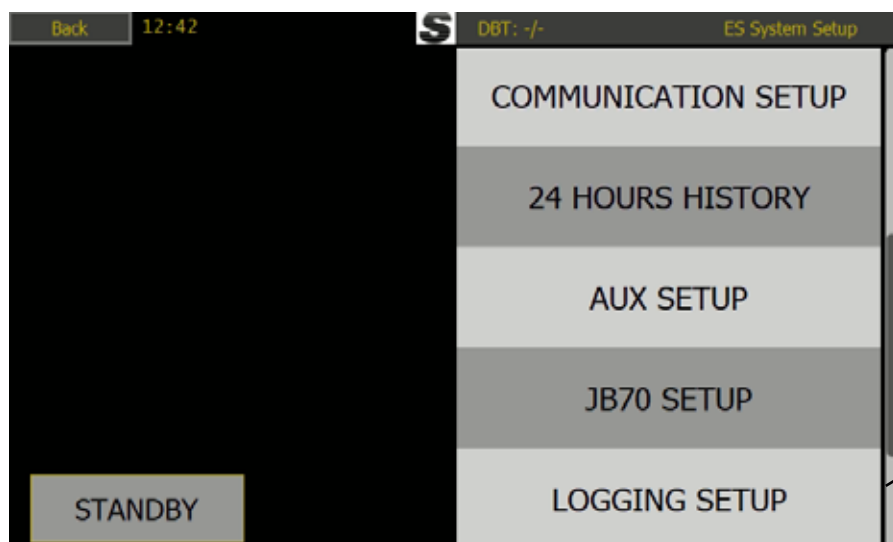 Back 12:42 S DBT: -/- ES System Setup
COMMUNICATION SETUP
24 HOURS HISTORY
AUX SETUP
JB70 SETUP
LOGGING SETUP
STANDBY